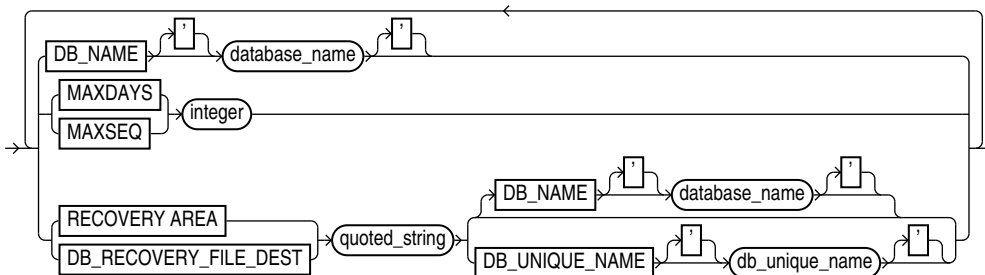 ' '
DB_NAME database_name
MAXDAYS
integer
MAXSEQ
' '
DB_NAME database_name
RECOVERY AREA
quoted_string
' '
DB_RECOVERY_FILE_DEST DB_UNIQUE_NAME db_unique_name